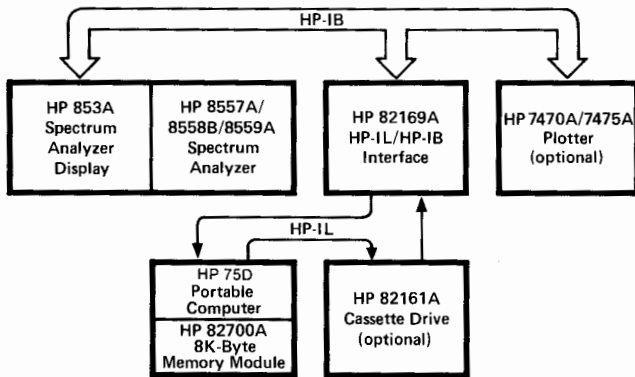 HP-IB
HP 853A
Spectrum
Analyzer
Display
HP 8557A/
8558B/8559A
Spectrum
Analyzer
HP 82169A
HP-IL/HP-IB
Interface
HP 7470A/7475A
Plotter
(optional)
HP-IL
HP 75D
Portable
Computer
HP 82700A
8K-Byte
Memory Module
HP 82161A
Cassette Drive
(optional)